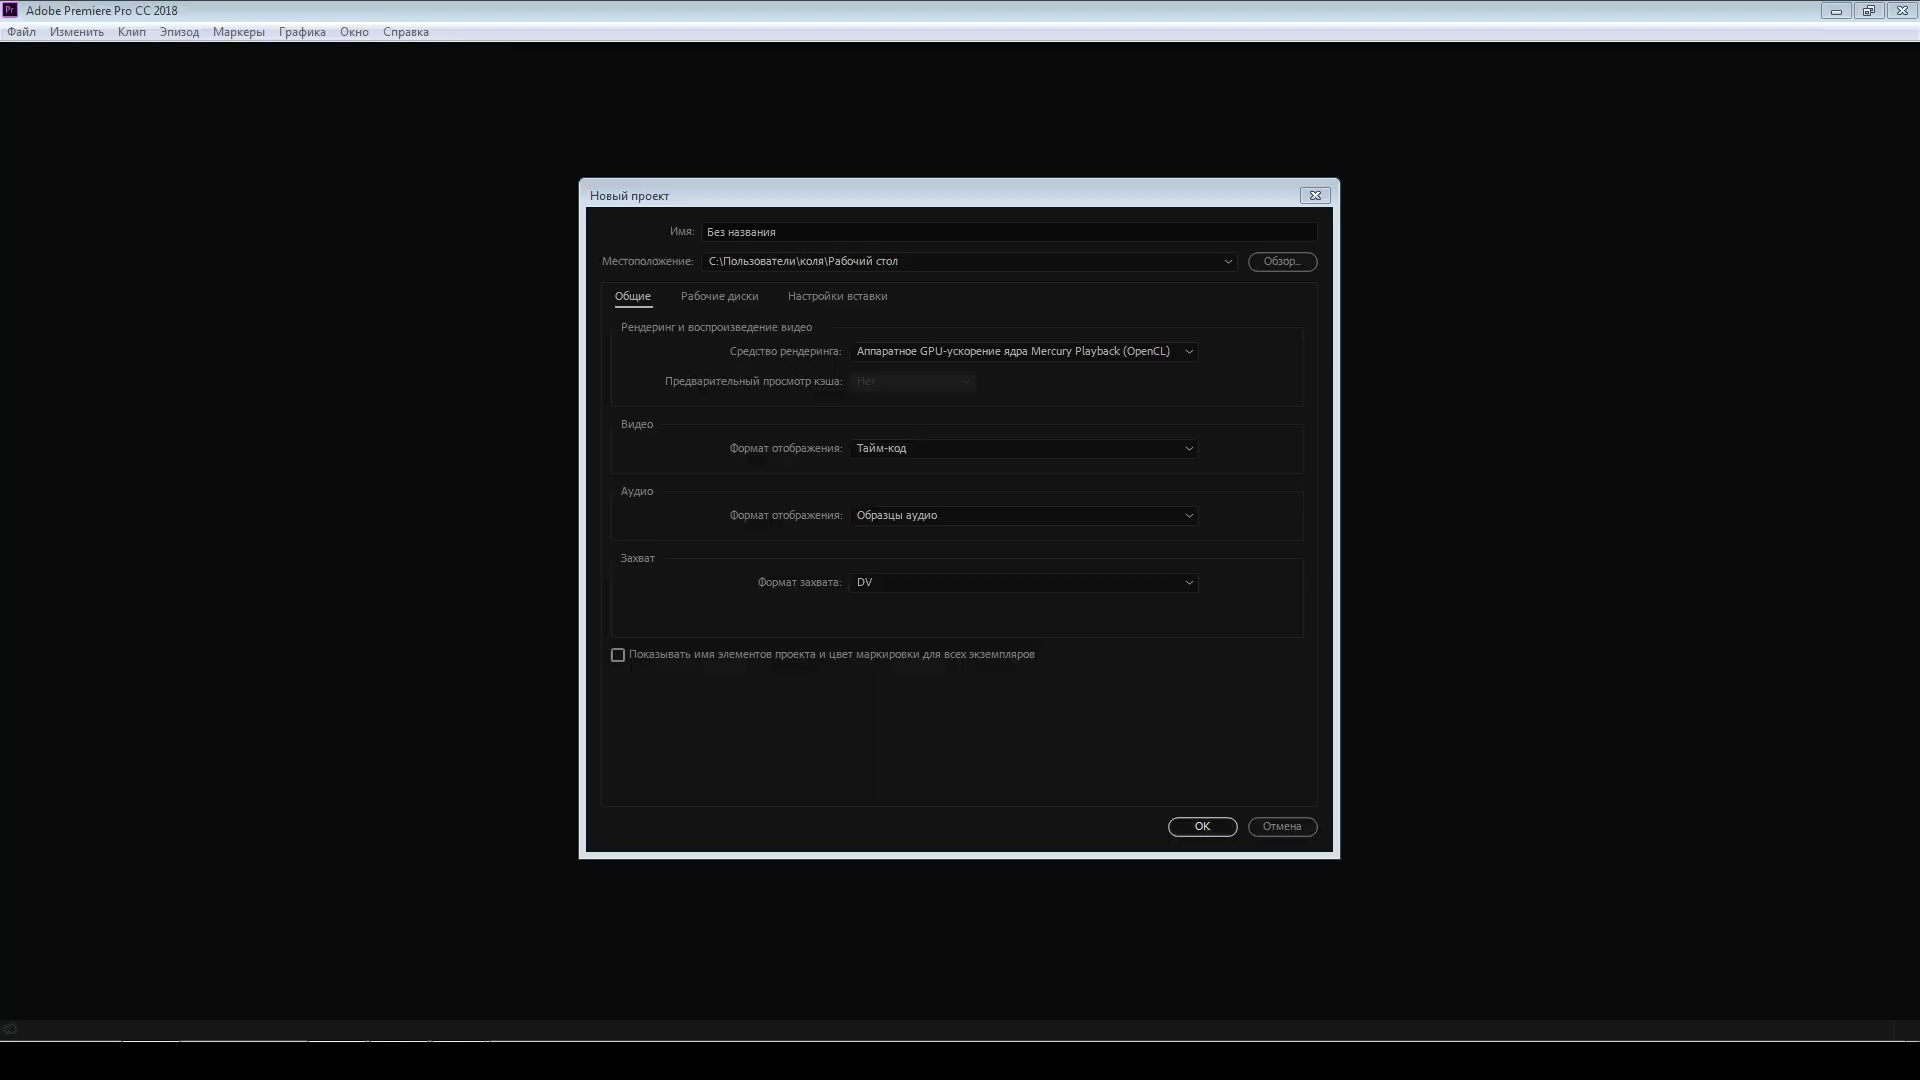 Pr Adobe Premiere Pro CC 2018
Файл Изменить Клип Эпизод Маркеры Графика Окно Справка
Новый проект
Имя: Без названия
Местоположение: C:\Пользователи\коля\Рабочий стол Обзор...
Общие Рабочие диски Настройки вставки
Рендеринг и воспроизведение видео
Средство рендеринга: Аппаратное GPU-ускорение ядра Mercury Playback (OpenCL)
Предварительный просмотр кэша: Нет
Видео
Формат отображения: Тайм-код
Аудио
Формат отображения: Образцы аудио
Захват
Формат захвата: DV
Показывать имя элементов проекта и цвет маркировки для всех экземпляров
ОК Отмена